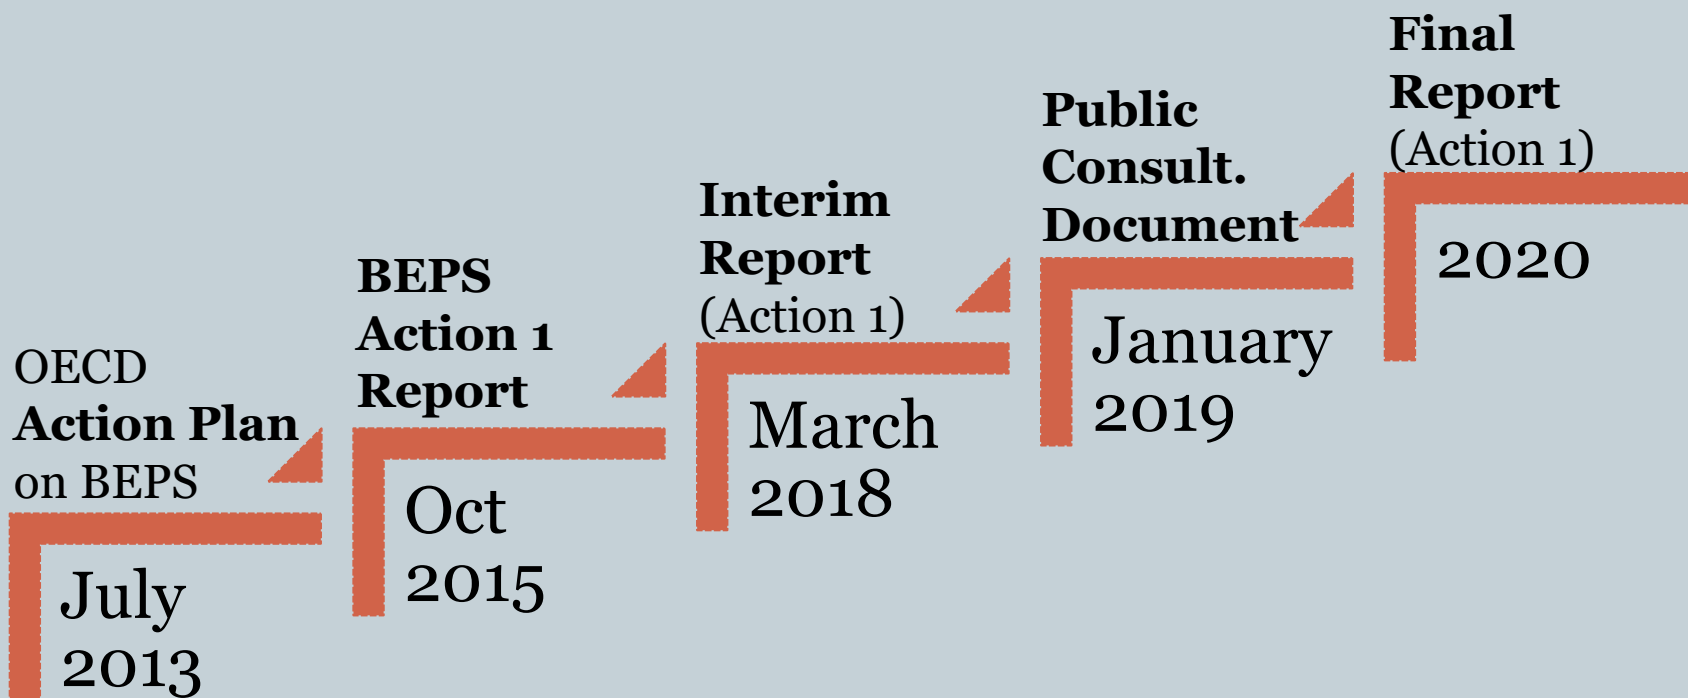 OECD
Action Plan
on BEPS
July
2013
BEPS
Action 1
Report
Oct
2015
Interim
Report
(Action 1)
March
2018
Public
Consult.
Document
January
2019
Final
Report
(Action 1)
2020